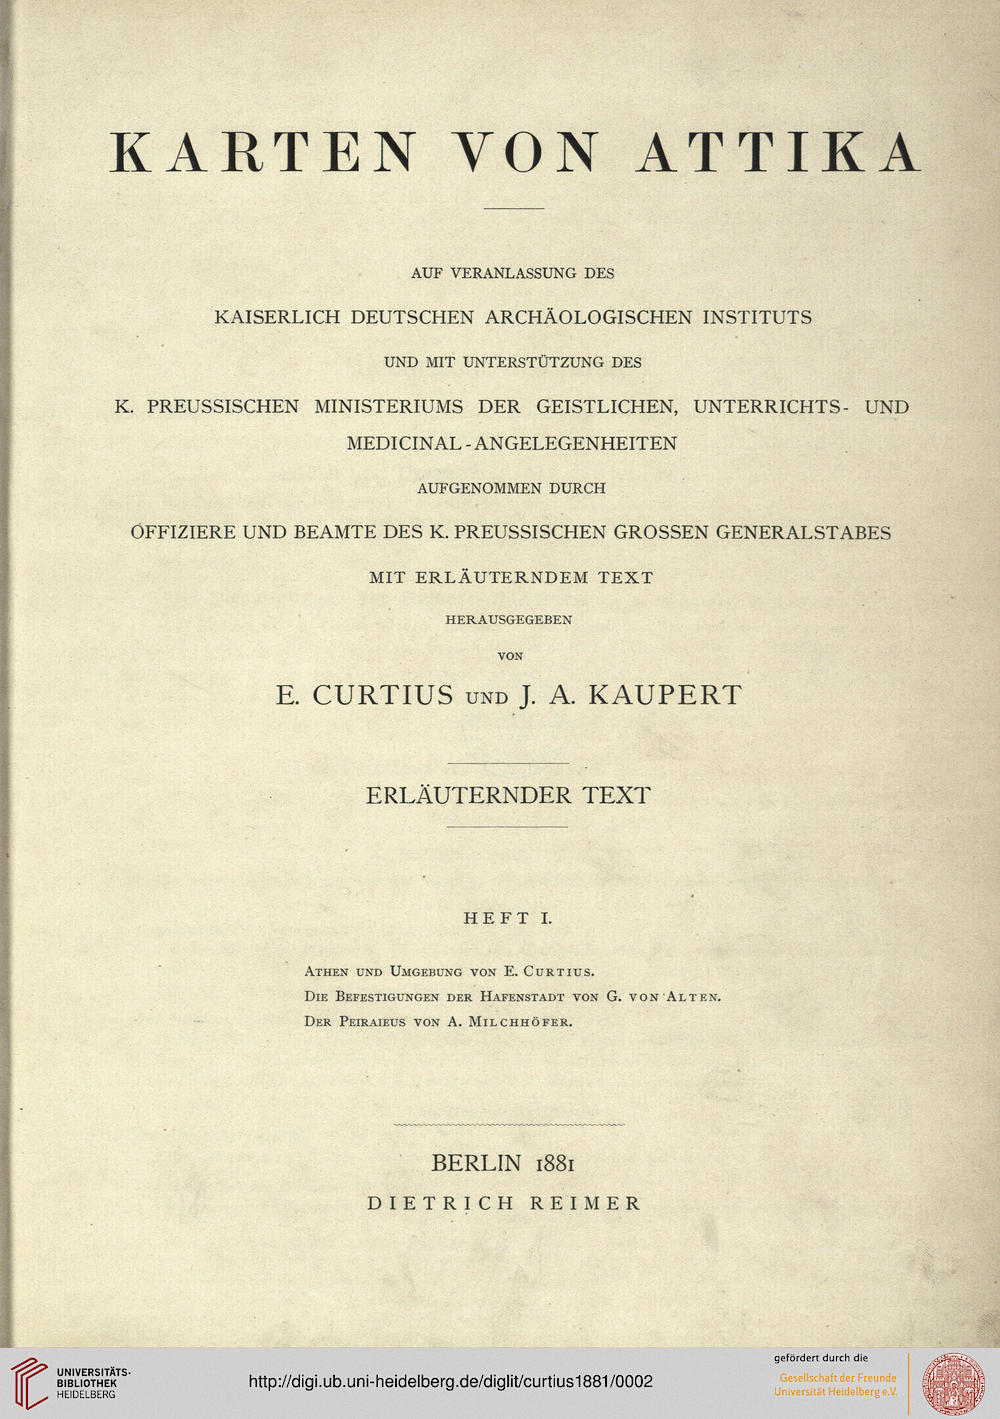 KARTEN VON ATTIKA
AUF VERANLASSUNG DES
KAISERLICH DEUTSCHEN ARCHÄOLOGISCHEN INSTITUTS
UND MIT UNTERSTÜTZUNG DES
K. PREUSSISCHEN MINISTERIUMS DER GEISTLICHEN, UNTERRICHTS- UND
MEDICINAL-ANGELEGENHEITEN
AUFGENOMMEN DURCH
OFFIZIERE UND BEAMTE DES K. PREUSSISCHEN GROSSEN GENERALSTABES
MIT ERLÄUTERNDEM TEXT
HERAUSGEGEBEN
VON
E. CURTIUS UND J. A. KAUPERT
ERLÄUTERNDER TEXT
HEFT I.
ATHEN UND UMGEBUNG VON E. CURTIUS.
DIE BEFESTIGUNGEN DER HAFENSTADT VON G. VON ALTEN.
DER PEIRAIEUS VON A. MILCHHÖFER.
BERLIN 1881
DIETRICH REIMER
UNIVERSITÄTS-
BIBLIOTHEK
HEIDELBERG
http://digi.ub.uni-heidelberg.de/diglit/curtius1881/0002
gefördert durch die
Gesellschaft der Freunde
Universität Heidelberg e.V.